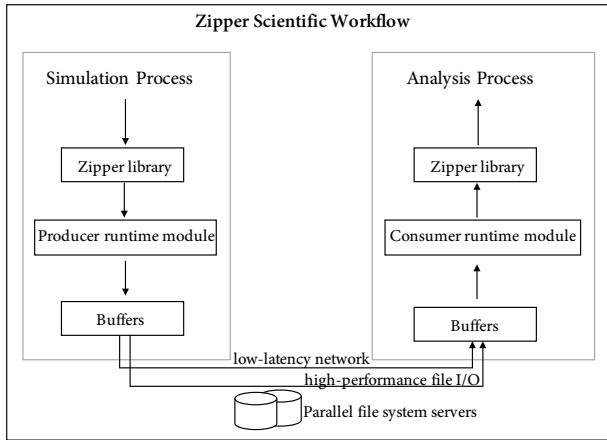 Zipper Scientific Workflow
Simulation Process
Zipper library
Producer runtime module
Buffers
Analysis Process
Zipper library
Consumer runtime module
Buffers
low-latency network
high-performance file I/O
Parallel file system servers